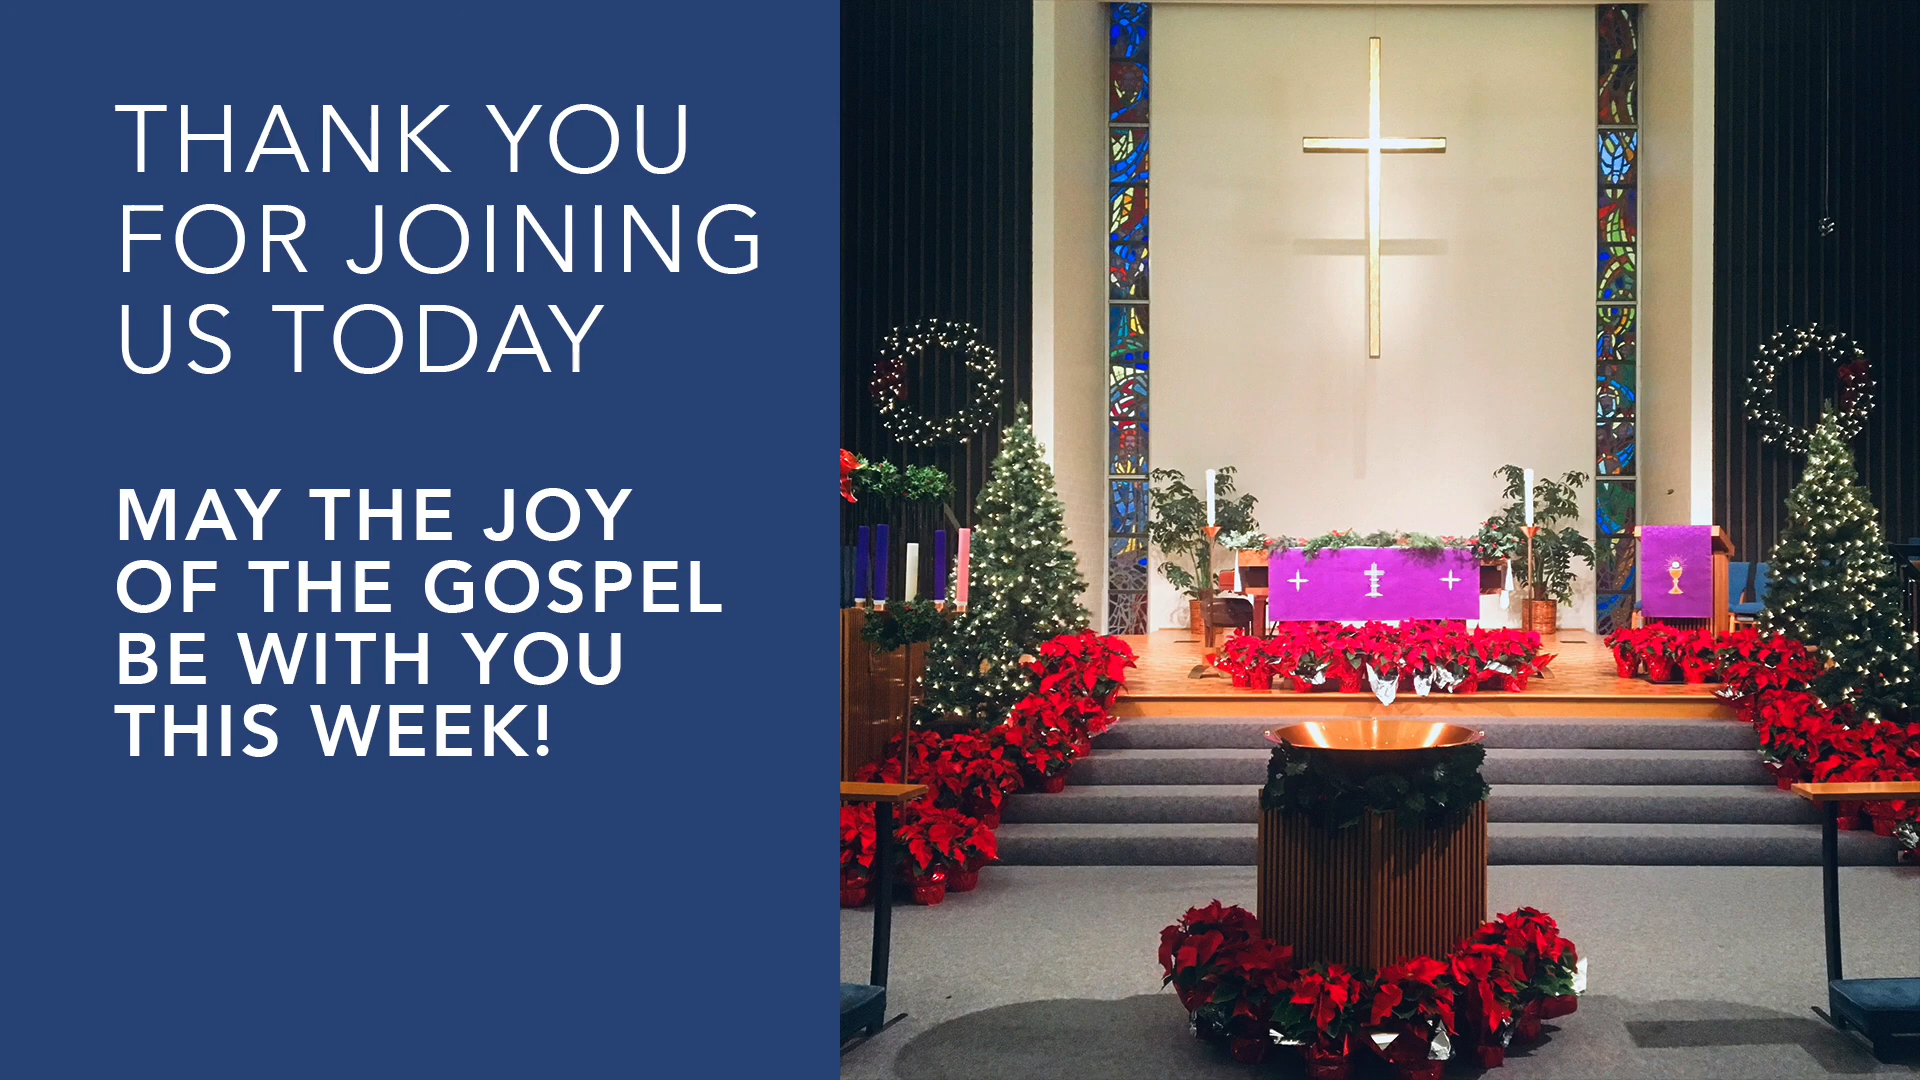 THANK YOU
FOR JOINING
US TODAY
MAY THE JOY
OF THE GOSPEL
BE WITH YOU
THIS WEEK!